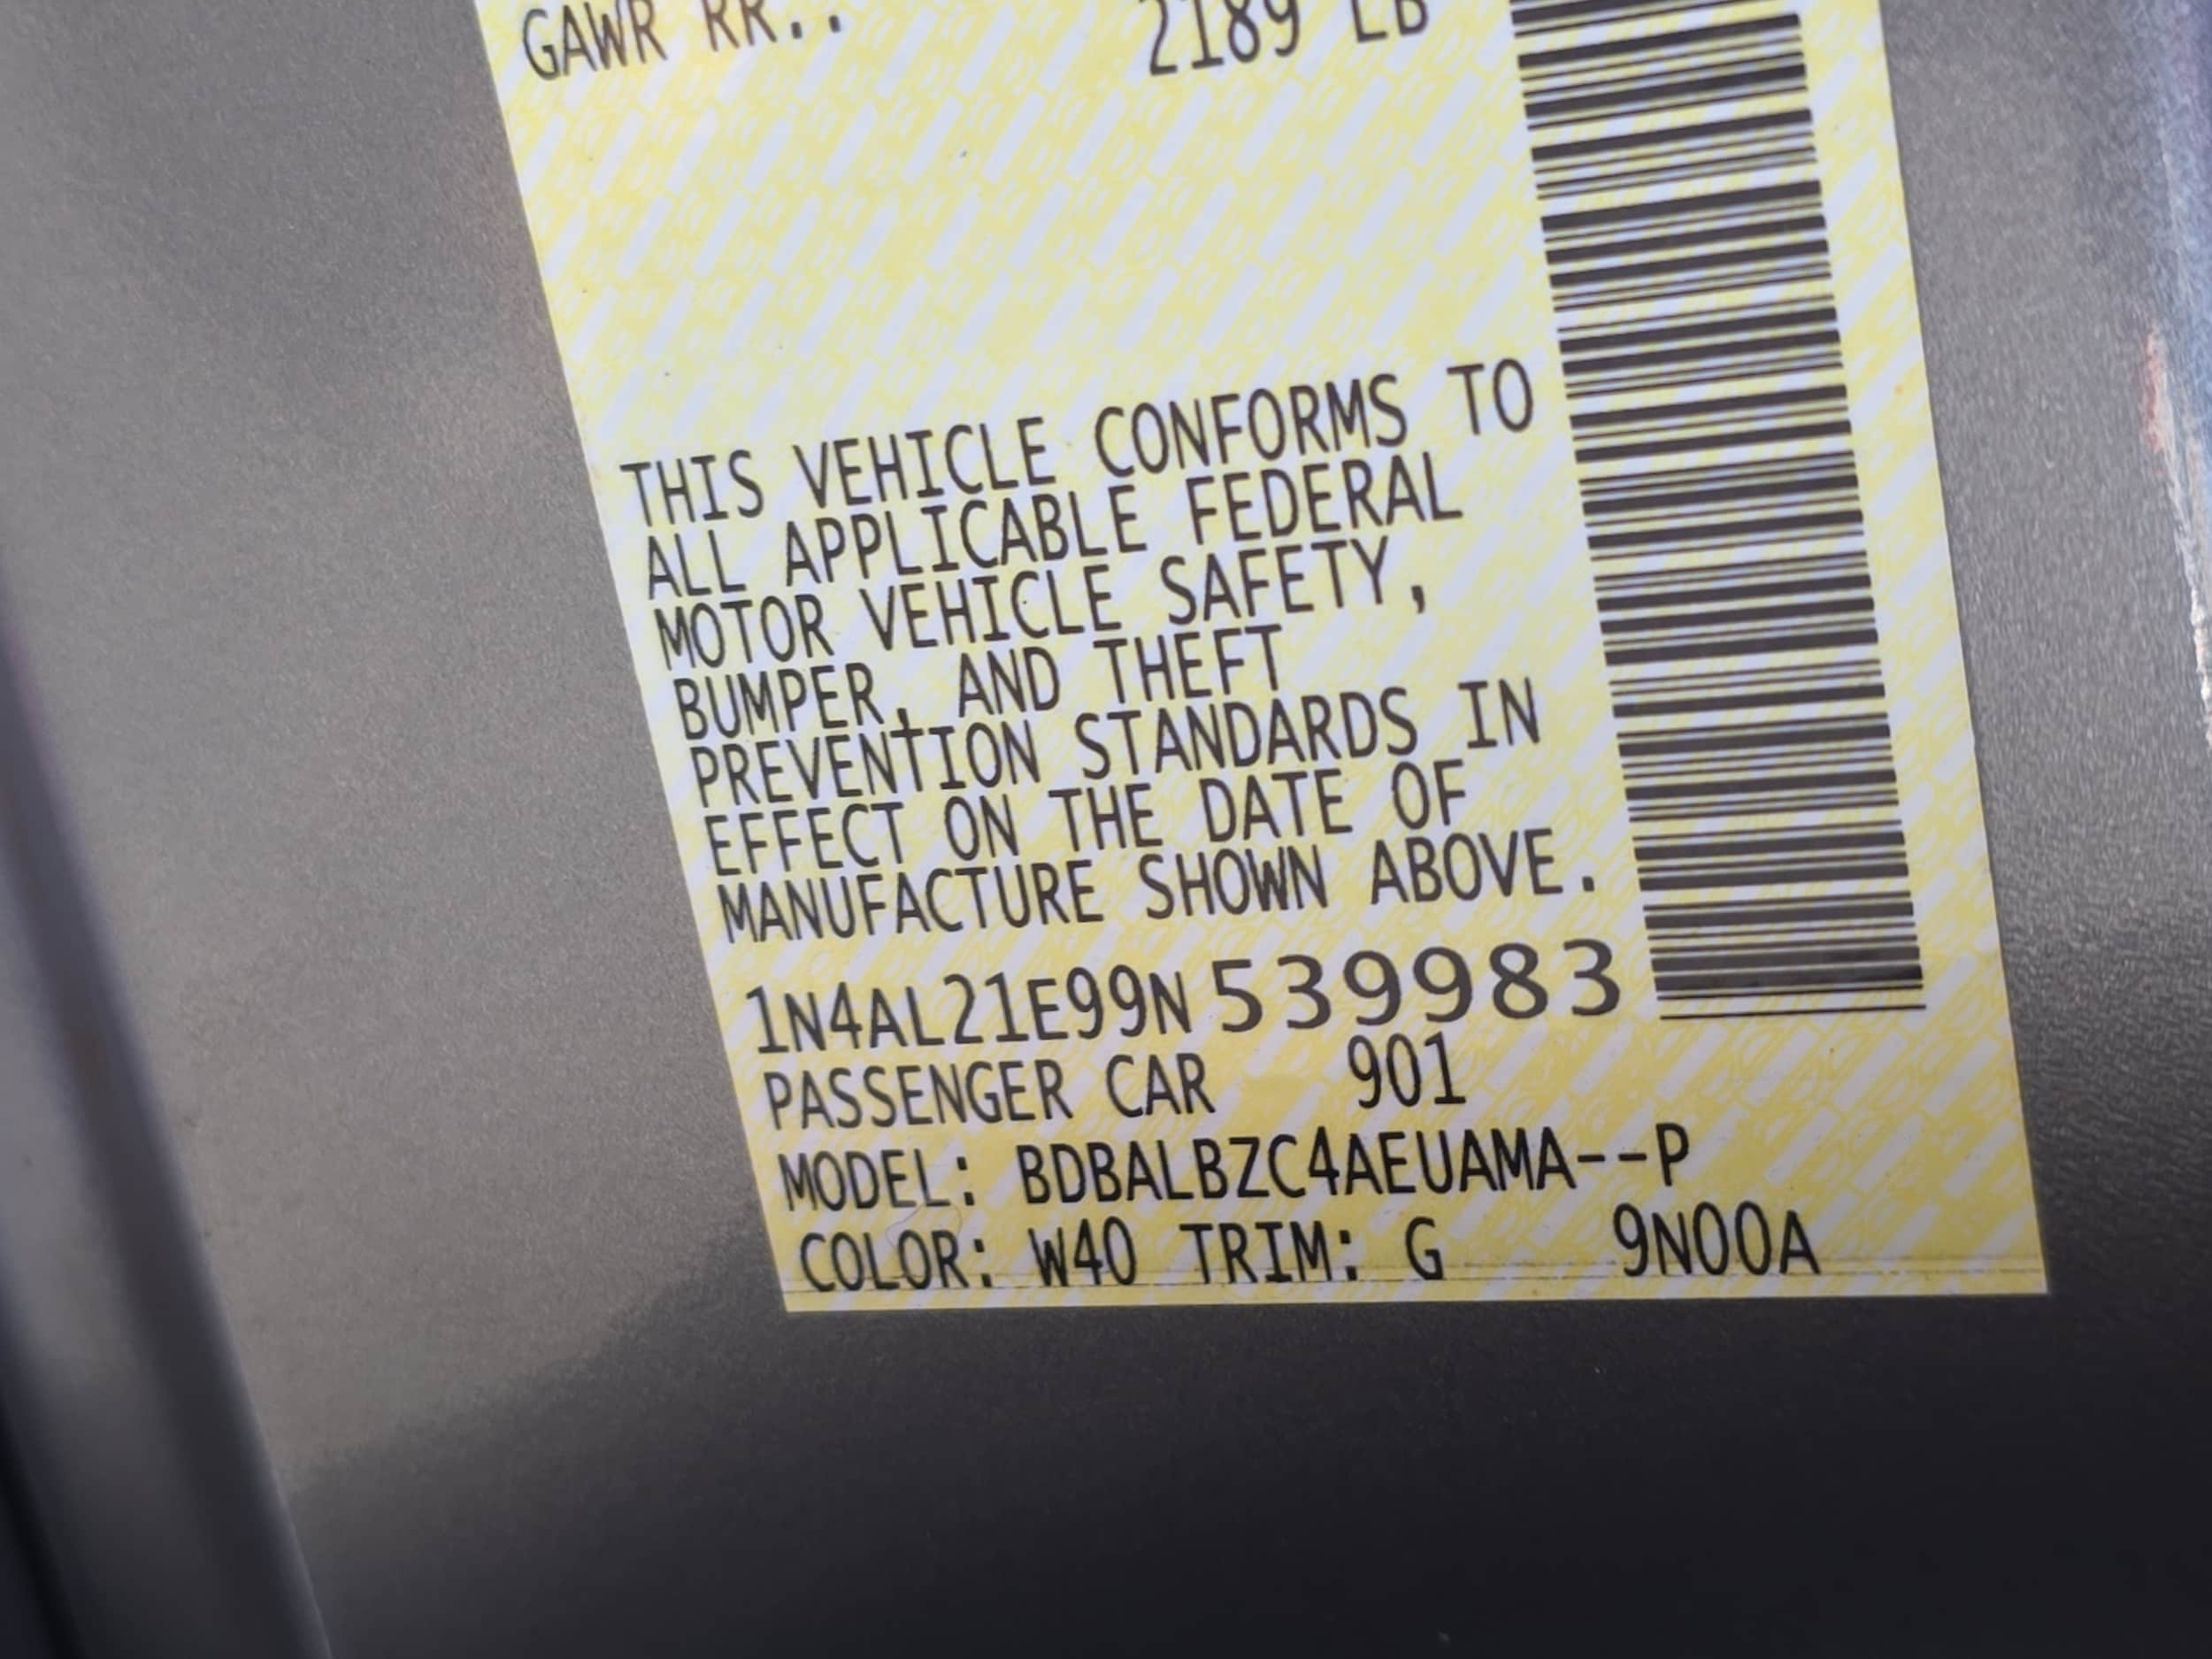 GAWR RR.: 2189 LB
THIS VEHICLE CONFORMS TO
ALL APPLICABLE FEDERAL
MOTOR VEHICLE SAFETY,
BUMPER, AND THEFT
PREVENTION STANDARDS IN
EFFECT ON THE DATE OF
MANUFACTURE SHOWN ABOVE.
1N4AL21E99N539983
PASSENGER CAR 901
MODEL: BDBALBZC4AEUAMA--P
COLOR: W40 TRIM: G 9N00A